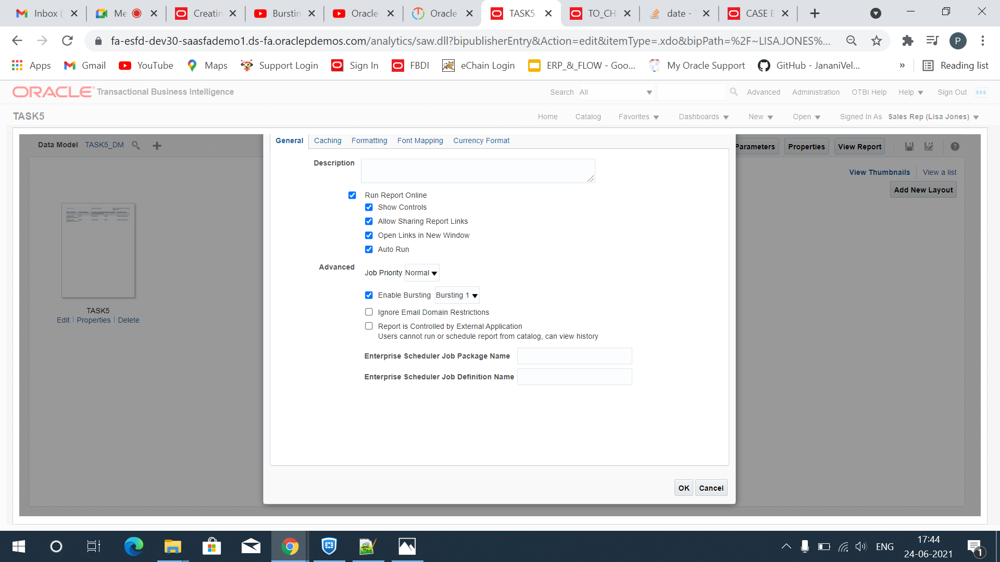 Inbox (
Me
Creatin
Burstin
Oracle
Oracle
TASK5
TO_CH
date -
CASE E
fa-esfd-dev30-saasfademo1.ds-fa.oraclepdemos.com/analytics/saw.dll?bipublisherEntry&Action=edit&itemType=.xdo&bipPath=%2F~LISA.JONES%...
P
Apps
Gmail
YouTube
Maps
Support Login
Sign In
FBDI
eChain Login
ERP_&_FLOW - Goo...
My Oracle Support
GitHub - JananiVel...
»
Reading list
ORACLE Transactional Business Intelligence
Search All
Advanced
Administration
OTBI Help
Help
Sign Out
TASK5
Home
Catalog
Favorites
Dashboards
New
Open
Signed In As Sales Rep (Lisa Jones)
Data Model TASK5_DM
General
Caching
Formatting
Font Mapping
Currency Format
Parameters
Properties
View Report
Description
View Thumbnails
View a list
Add New Layout
Run Report Online
Show Controls
Allow Sharing Report Links
Open Links in New Window
Auto Run
Advanced
Job Priority Normal
Enable Bursting Bursting 1
Ignore Email Domain Restrictions
Report is Controlled by External Application
Users cannot run or schedule report from catalog, can view history
Enterprise Scheduler Job Package Name
Enterprise Scheduler Job Definition Name
TASK5
Edit
Properties
Delete
OK
Cancel
ENG
17:44
24-06-2021
1